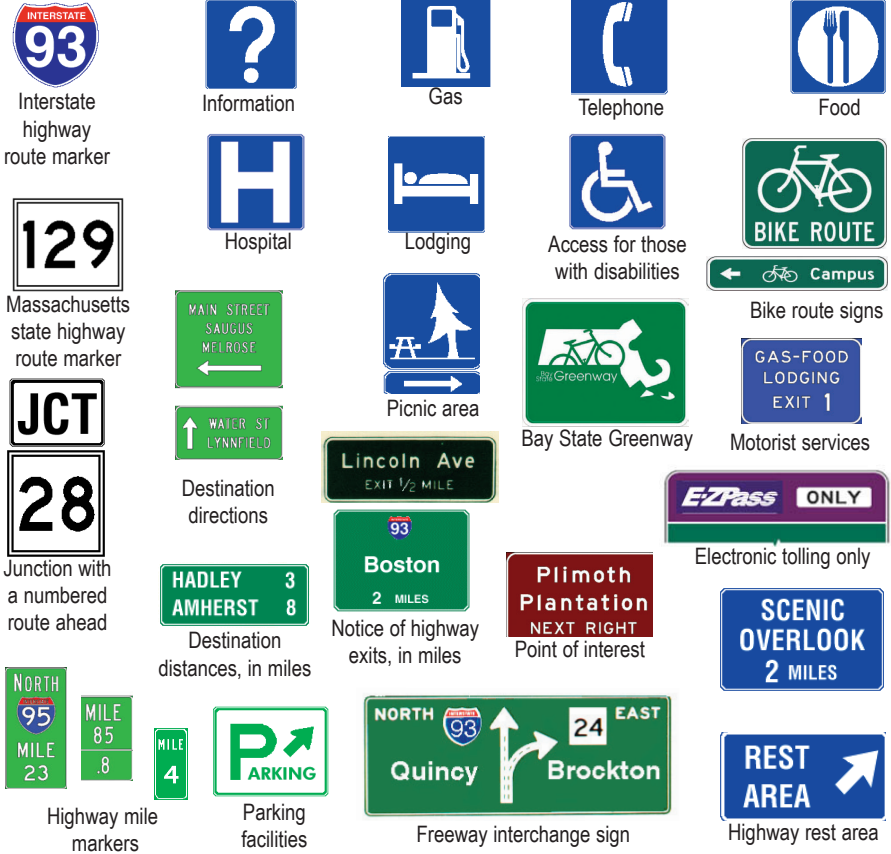 INTERSTATE
93
Interstate
highway
route marker
?
Information
Gas
Telephone
Food
H
Hospital
Lodging
Access for those
with disabilities
BIKE ROUTE
Campus
Bike route signs
129
Massachusetts
state highway
route marker
MAIN STREET
SAUGUS
MELROSE
WATER ST
LYNNFIELD
Destination
directions
Picnic area
Bay
State Greenway
Bay State Greenway
GAS-FOOD
LODGING
EXIT 1
Motorist services
JCT
28
Junction with
a numbered
route ahead
Lincoln Ave
EXIT 1/2 MILE
93
Boston
2 MILES
Notice of highway
exits, in miles
E-ZPass ONLY
Electronic tolling only
HADLEY 3
AMHERST 8
Destination
distances, in miles
Plimoth
Plantation
NEXT RIGHT
Point of interest
SCENIC
OVERLOOK
2 MILES
NORTH
95
MILE
23
MILE
85
.8
MILE
4
Highway mile
markers
PARKING
Parking
facilities
NORTH INTERSTATE 93 24 EAST
Quincy Brockton
Freeway interchange sign
REST
AREA
Highway rest area